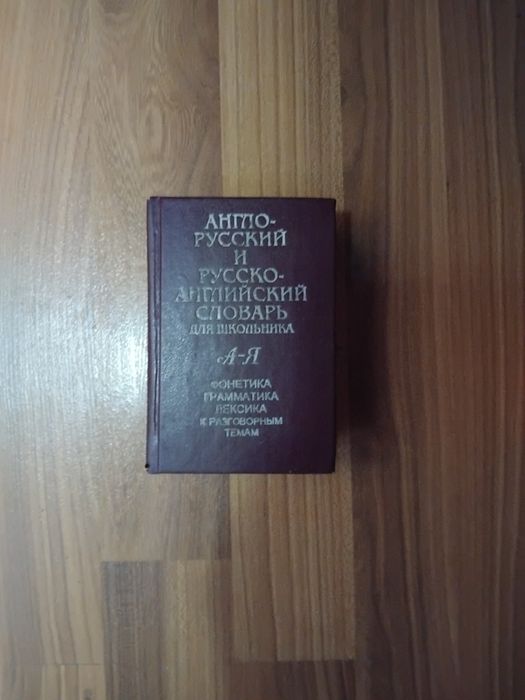 АНГЛО-
РУССКИЙ
И
РУССКО-
АНГЛИЙСКИЙ
СЛОВАРЬ
ДЛЯ ШКОЛЬНИКА
А-Я
ФОНЕТИКА
ГРАММАТИКА
ЛЕКСИКА
К РАЗГОВОРНЫМ
ТЕМАМ